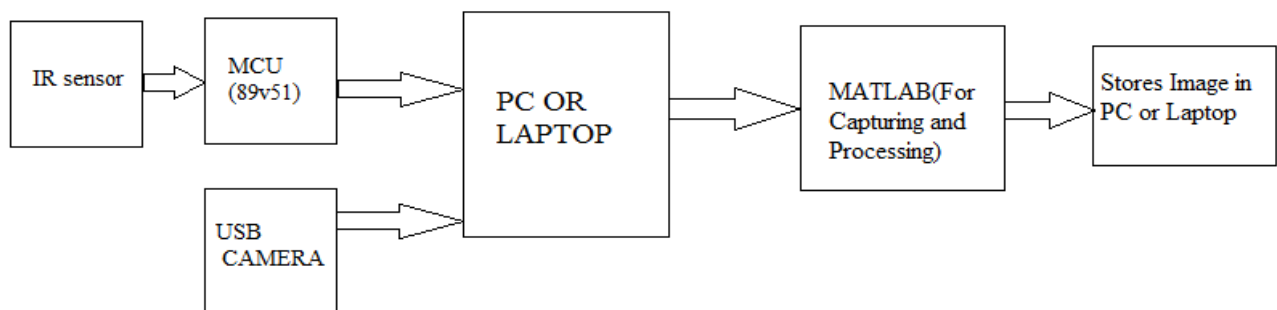 IR sensor
MCU
(89v51)
USB
CAMERA
PC OR
LAPTOP
MATLAB(For
Capturing and
Processing)
Stores Image in
PC or Laptop